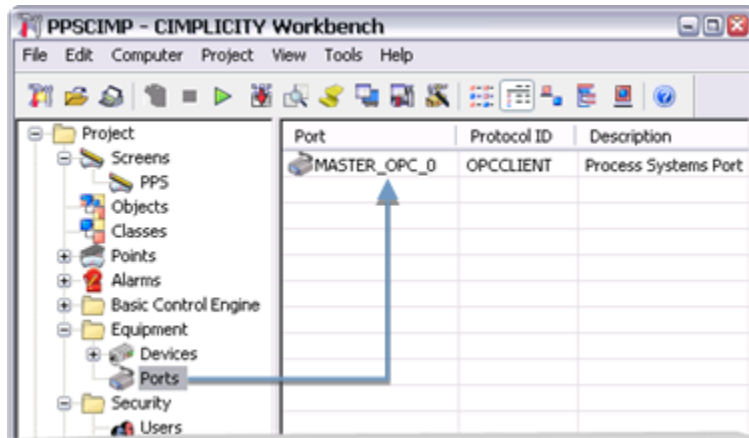 PPSCIMP - CIMPLICITY Workbench
File Edit Computer Project View Tools Help
Project
Screens
PPS
Objects
Classes
Points
Alarms
Basic Control Engine
Equipment
Devices
Ports
Security
Users
Port Protocol ID Description
MASTER_OPC_0 OPCCLIENT Process Systems Port